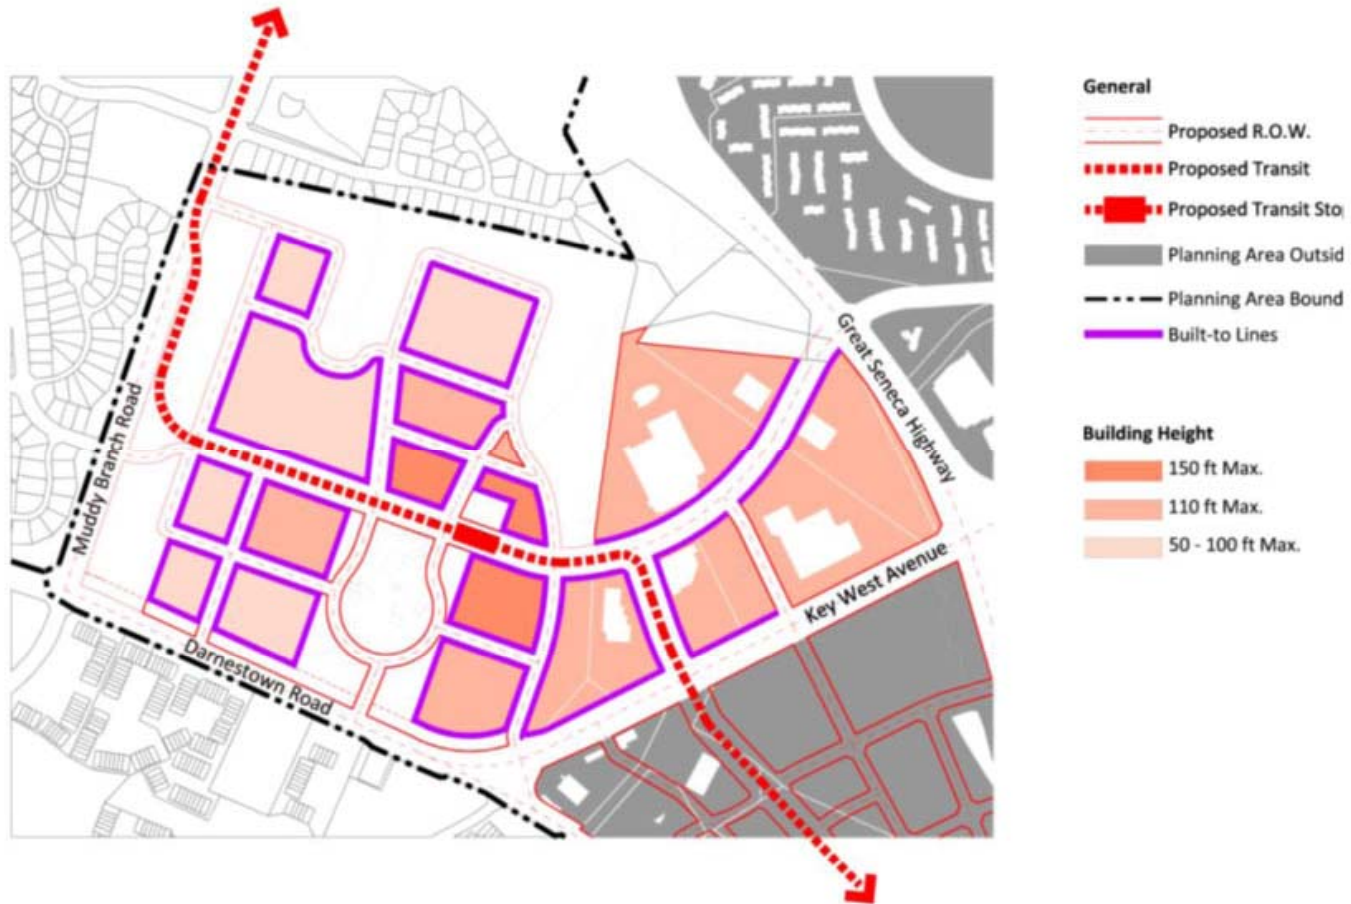 General
Proposed R.O.W.
Proposed Transit
Proposed Transit Sto
Planning Area Outsid
Planning Area Bound
Built-to Lines
Building Height
150 ft Max.
110 ft Max.
50 - 100 ft Max.
Great Seneca Highway
Muddy Branch Road
Key West Avenue
Darnestown Road